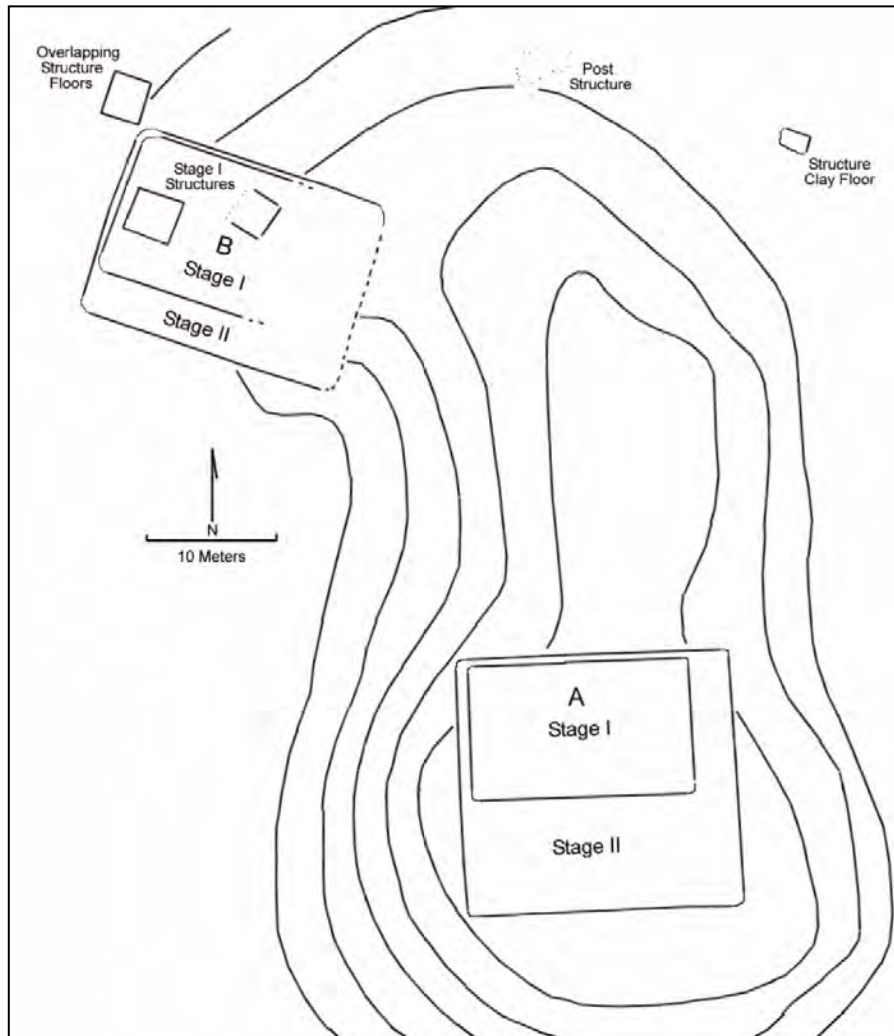 Overlapping
Structure
Floors
Post
Structure
Structure
Clay Floor
Stage I
Structures
B
Stage I
Stage II
N
10 Meters
A
Stage I
Stage II